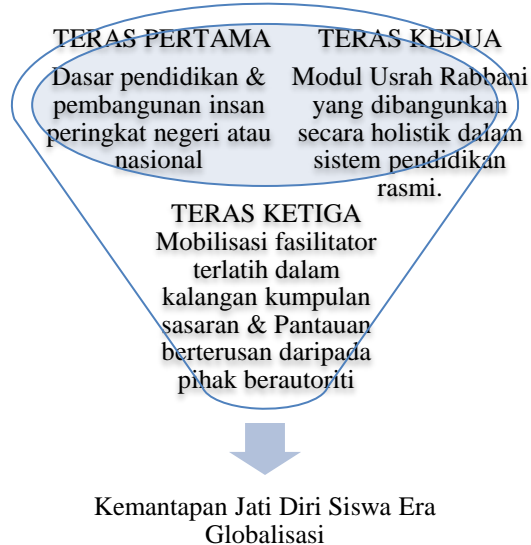 TERAS PERTAMA
Dasar pendidikan &
pembangunan insan
peringkat negeri atau
nasional
TERAS KEDUA
Modul Usrah Rabbani
yang dibangunkan
secara holistik dalam
sistem pendidikan
rasmi.
TERAS KETIGA
Mobilisasi fasilitator
terlatih dalam
kalangan kumpulan
sasaran & Pantauan
berterusan daripada
pihak berautoriti
Kemantapan Jati Diri Siswa Era
Globalisasi